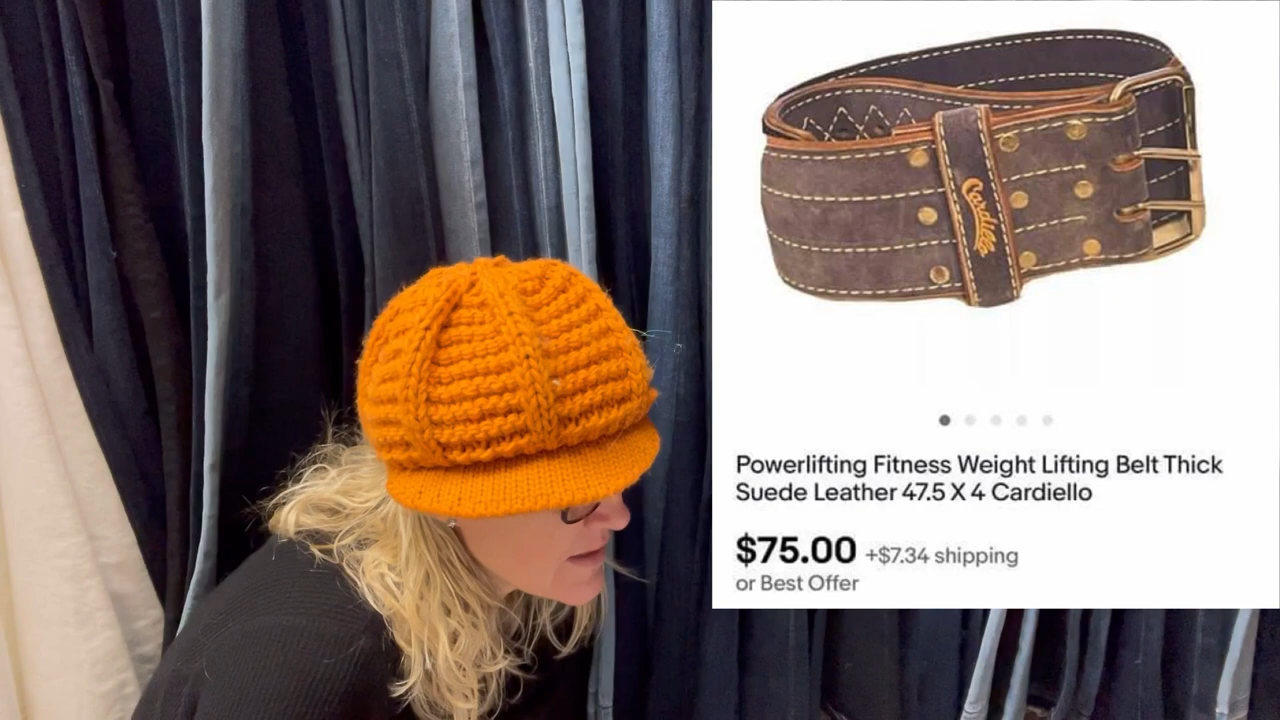 Cardillo
Powerlifting Fitness Weight Lifting Belt Thick
Suede Leather 47.5 X 4 Cardiello
$75.00 +$7.34 shipping
or Best Offer